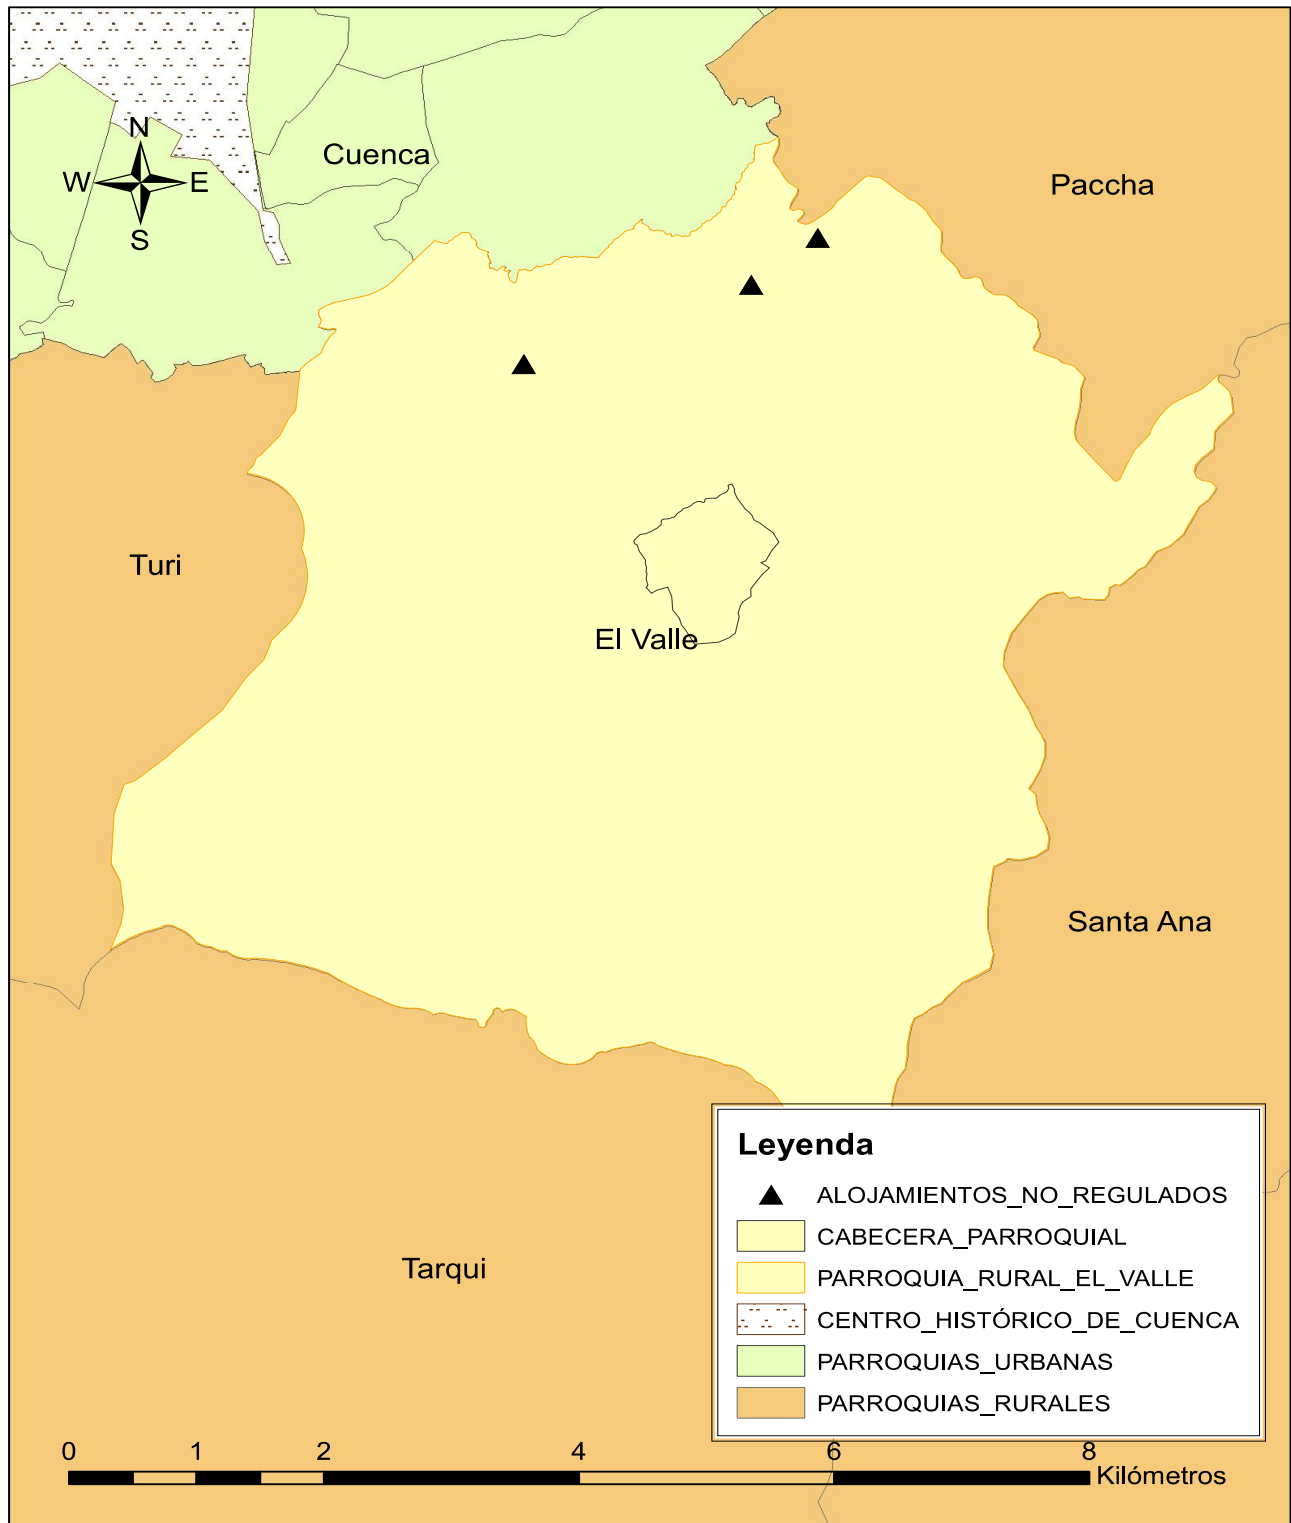 N
Cuenca
W
E
Paccha
S
Turi
El Valle
Santa Ana
Tarqui
Leyenda
ALOJAMIENTOS_NO_REGULADOS
CABECERA_PARROQUIAL
PARROQUIA_RURAL_EL_VALLE
CENTRO_HISTÓRICO_DE_CUENCA
PARROQUIAS_URBANAS
PARROQUIAS_RURALES
0 1 2 4 6 8
Kilómetros